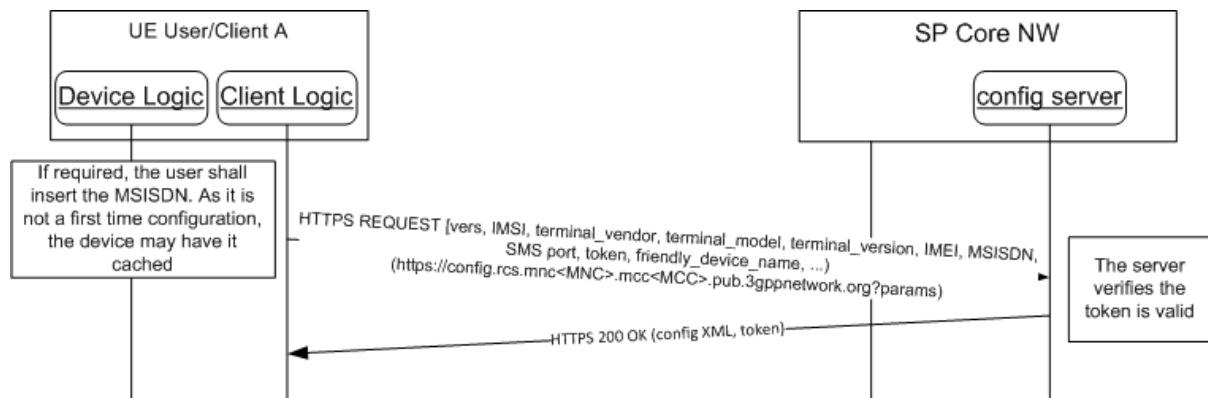 UE User/Client A
SP Core NW
Device Logic
Client Logic
config server
If required, the user shall
insert the MSISDN. As it is
not a first time configuration,
the device may have it
cached
HTTPS REQUEST [vers, IMSI, terminal_vendor, terminal_model, terminal_version, IMEI, MSISDN,
SMS port, token, friendly_device_name, ...)
(https://config.rcs.mnc<MNC>.mcc<MCC>.pub.3gppnetwork.org?params)
The server
verifies the
token is valid
HTTPS 200 OK (config XML, token}